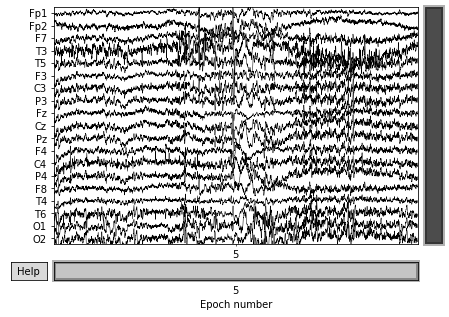 Fp1
Fp2
F7
T3
T5
F3
C3
P3
Fz
Cz
Pz
F4
C4
P4
F8
T4
T6
O1
O2
5
Help
5
Epoch number